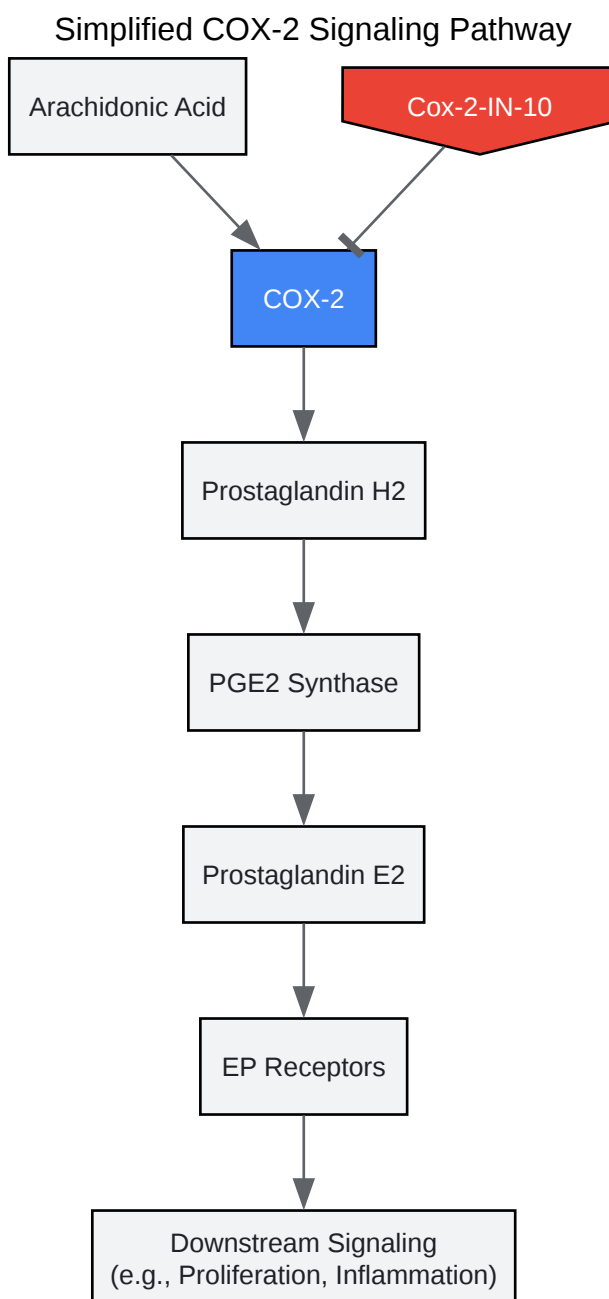 Simplified COX-2 Signaling Pathway
Arachidonic Acid
Cox-2-IN-10
COX-2
Prostaglandin H2
PGE2 Synthase
Prostaglandin E2
EP Receptors
Downstream Signaling
(e.g., Proliferation, Inflammation)